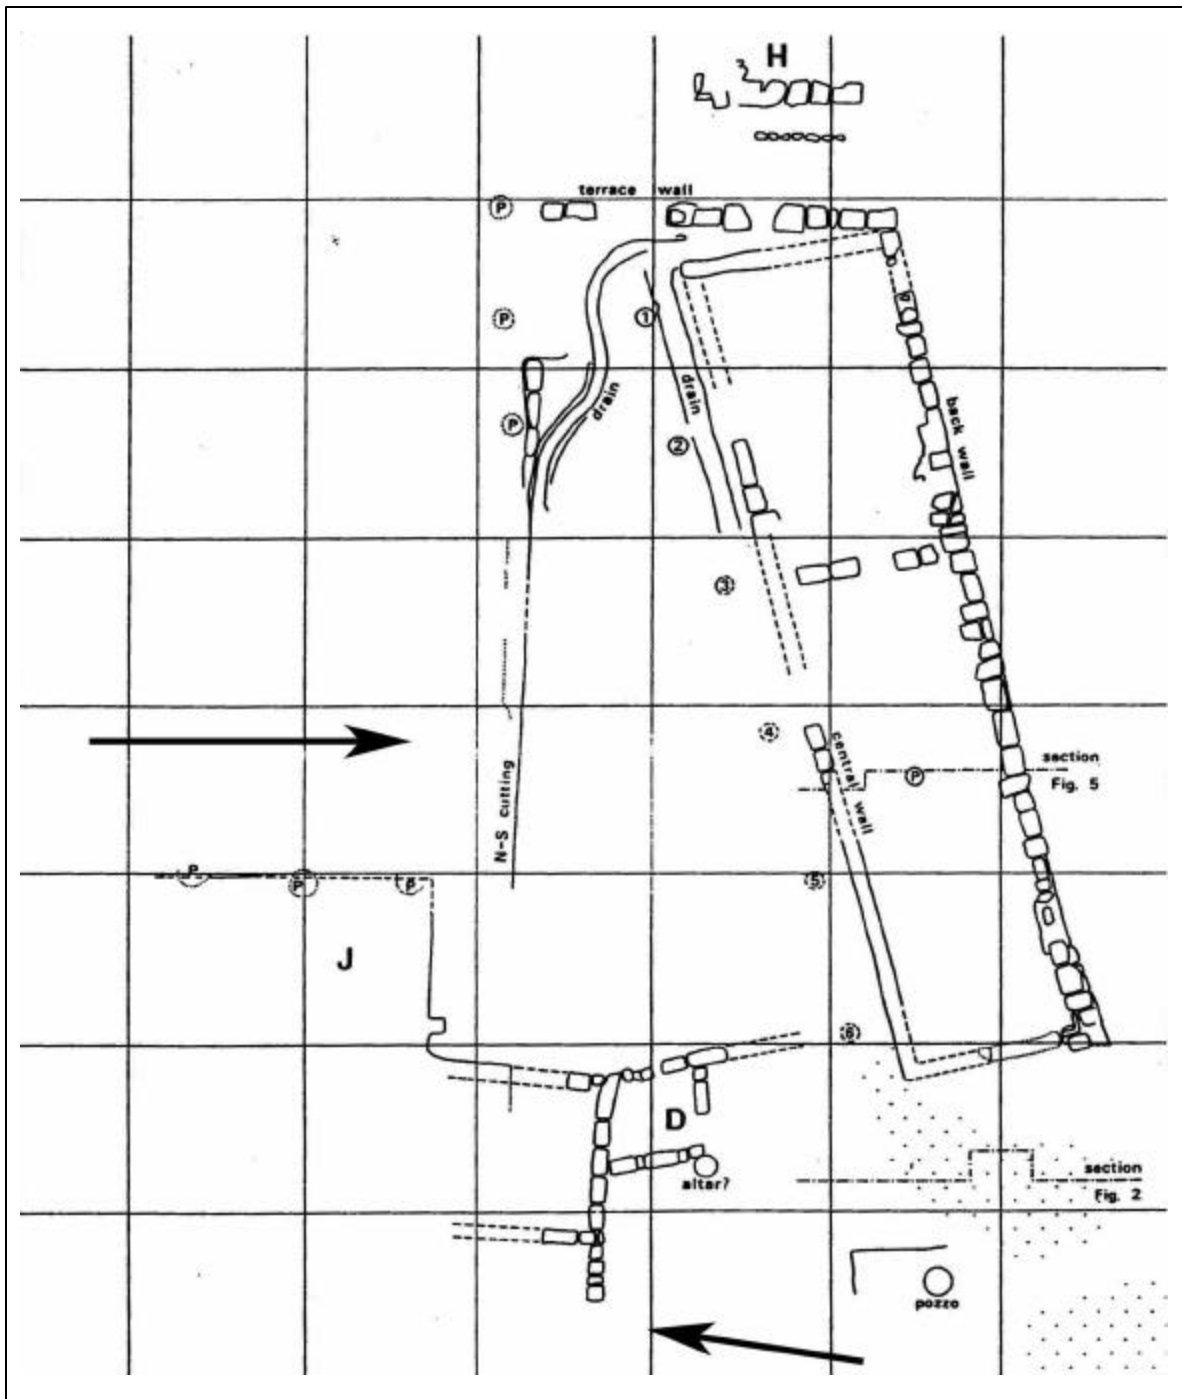 H
terrace wall
P
P
1
drain
drain
P
2
back wall
3
4
central wall
section
Fig. 5
P
N-S cutting
P
P
P
5
J
6
D
altar?
section
Fig. 2
pozzo